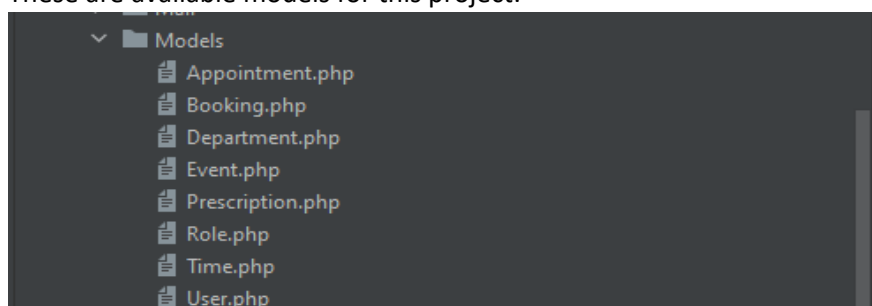 These are available models for this project:
Mail
Models
Appointment.php
Booking.php
Department.php
Event.php
Prescription.php
Role.php
Time.php
User.php